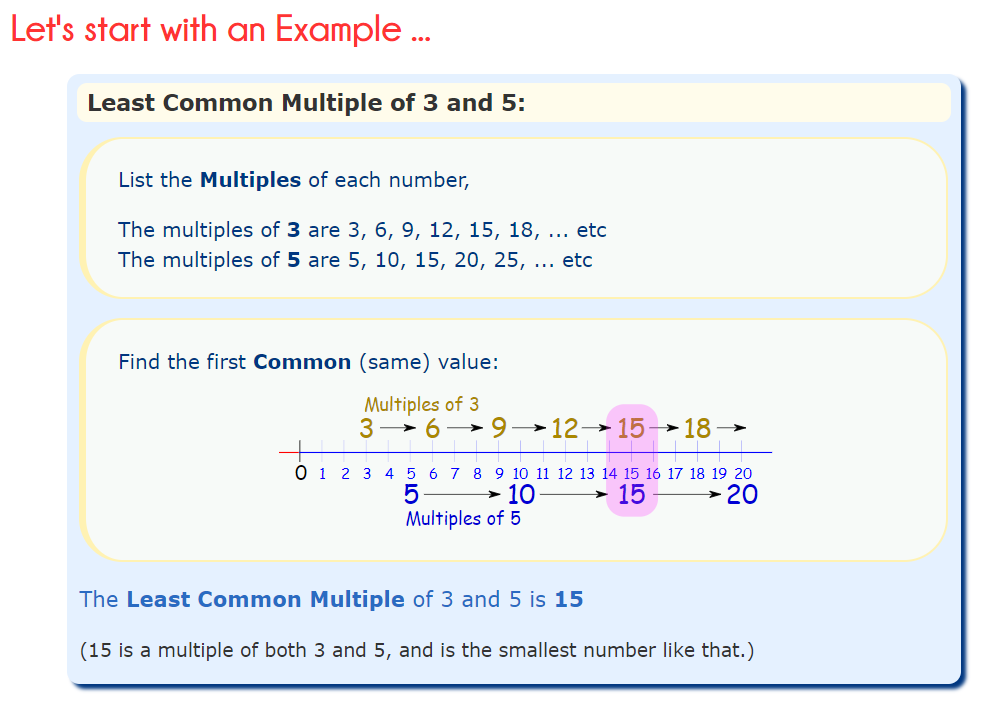 Let's start with an Example ...
Least Common Multiple of 3 and 5:
List the Multiples of each number,
The multiples of 3 are 3, 6, 9, 12, 15, 18, ... etc
The multiples of 5 are 5, 10, 15, 20, 25, ... etc
Find the first Common (same) value:
Multiples of 3
3 6 9 12 15 18
0 1 2 3 4 5 6 7 8 9 10 11 12 13 14 15 16 17 18 19 20
5 10 15 20
Multiples of 5
The Least Common Multiple of 3 and 5 is 15
(15 is a multiple of both 3 and 5, and is the smallest number like that.)